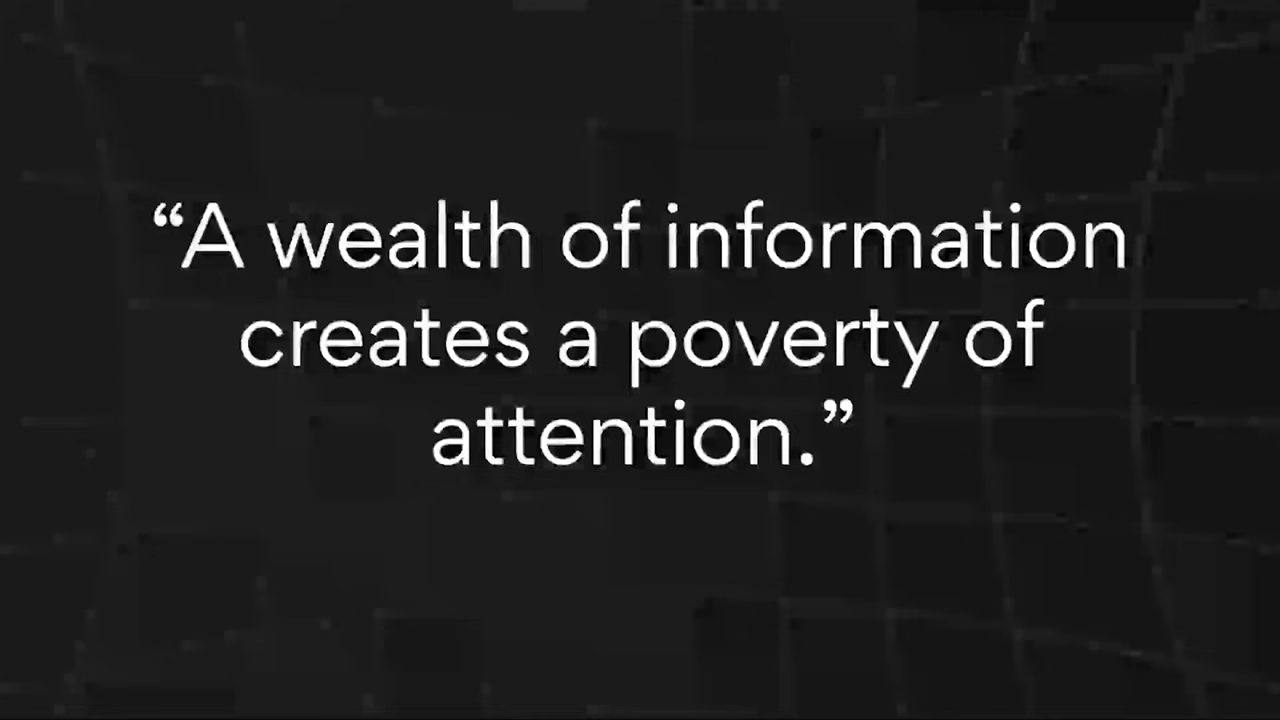 “A wealth of information
creates a poverty of
attention.”